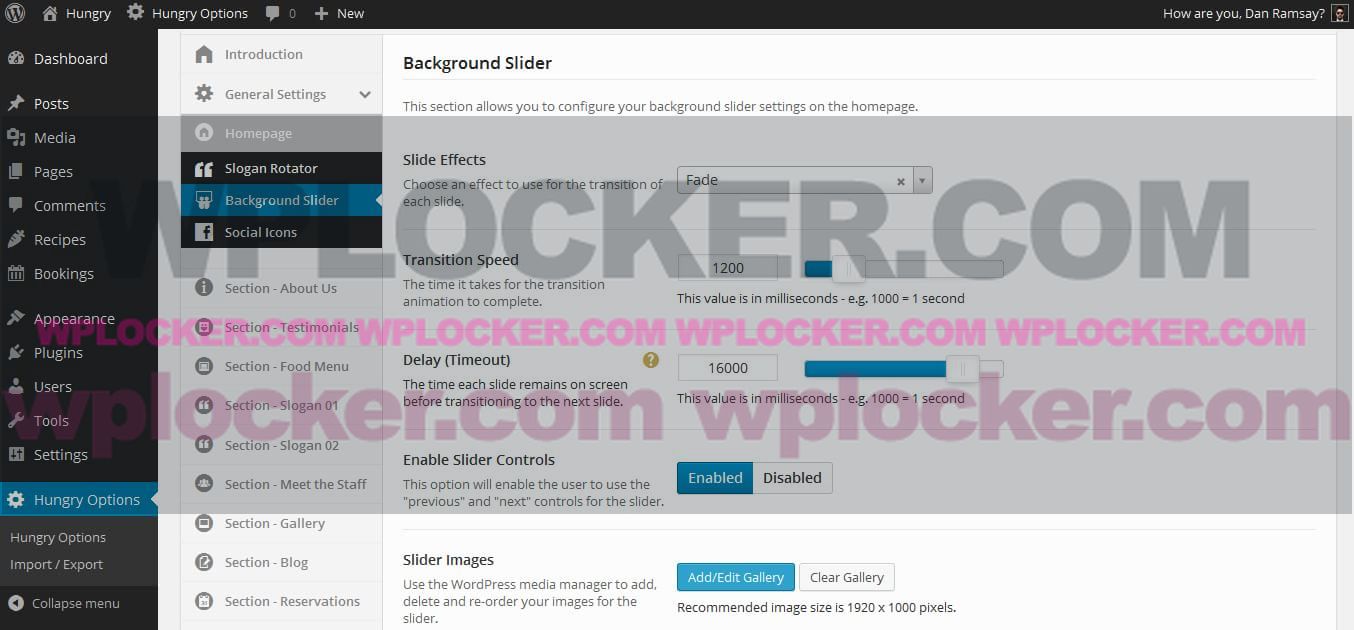 Hungry Hungry Options 0 New How are you, Dan Ramsay?
Dashboard
Posts
Media
Pages
Comments
Recipes
Bookings
Appearance
Plugins
Users
Tools
Settings
Hungry Options
Hungry Options
Import / Export
Collapse menu
Introduction
General Settings
Homepage
Slogan Rotator
Background Slider
Social Icons
Section - About Us
Section - Testimonials
Section - Food Menu
Section - Slogan 01
Section - Slogan 02
Section - Meet the Staff
Section - Gallery
Section - Blog
Section - Reservations
Background Slider
This section allows you to configure your background slider settings on the homepage.
Slide Effects
Choose an effect to use for the transition of
each slide.
Fade
Transition Speed
The time it takes for the transition
animation to complete.
1200
This value is in milliseconds - e.g. 1000 = 1 second
Delay (Timeout)
The time each slide remains on screen
before transitioning to the next slide.
16000
This value is in milliseconds - e.g. 1000 = 1 second
Enable Slider Controls
This option will enable the user to use the
"previous" and "next" controls for the slider.
Enabled Disabled
Slider Images
Use the WordPress media manager to add,
delete and re-order your images for the
slider.
Add/Edit Gallery Clear Gallery
Recommended image size is 1920 x 1000 pixels.
WPLOCKER.COM
WPLOCKER.COM WPLOCKER.COM WPLOCKER.COM WPLOCKER.COM
wplocker.com wplocker.com